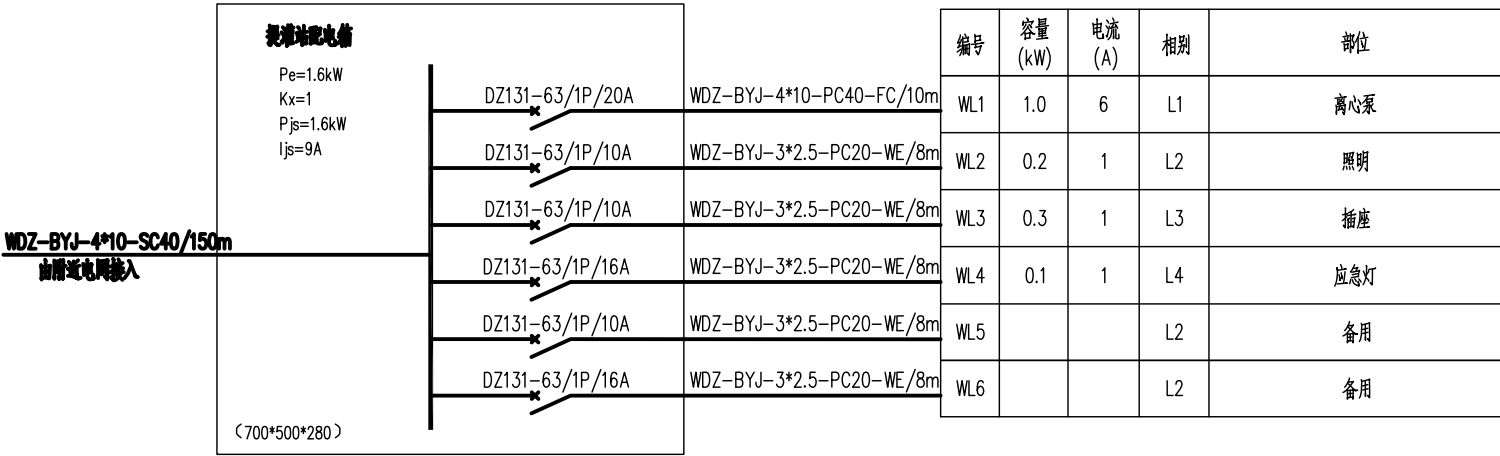 提灌站配电箱
Pe=1.6kW
Kx=1
Pjs=1.6kW
Ijs=9A
WDZ-BYJ-4*10-SC40/150m
由附近电网接入
DZ131-63/1P/20A WDZ-BYJ-4*10-PC40-FC/10m
DZ131-63/1P/10A WDZ-BYJ-3*2.5-PC20-WE/8m
DZ131-63/1P/10A WDZ-BYJ-3*2.5-PC20-WE/8m
DZ131-63/1P/16A WDZ-BYJ-3*2.5-PC20-WE/8m
DZ131-63/1P/10A WDZ-BYJ-3*2.5-PC20-WE/8m
DZ131-63/1P/16A WDZ-BYJ-3*2.5-PC20-WE/8m
(700*500*280)
编号 容量(kW) 电流(A) 相别 部位
WL1 1.0 6 L1 离心泵
WL2 0.2 1 L2 照明
WL3 0.3 1 L3 插座
WL4 0.1 1 L4 应急灯
WL5 L2 备用
WL6 L2 备用